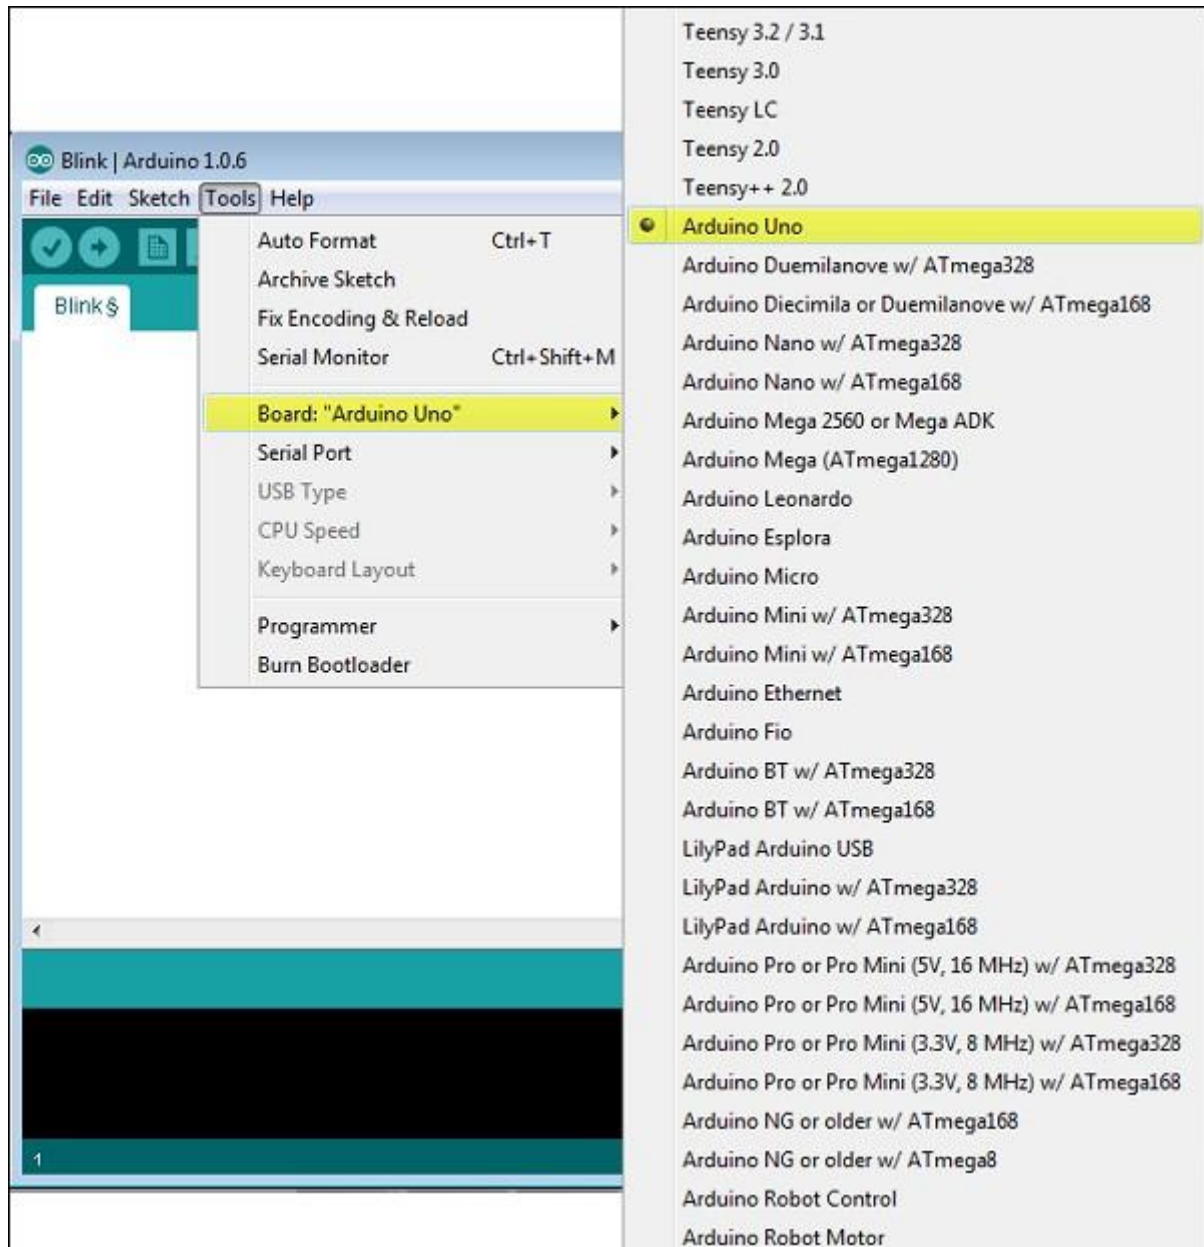 Blink | Arduino 1.0.6
File Edit Sketch Tools Help
Blink §
Auto Format Ctrl+T
Archive Sketch
Fix Encoding & Reload
Serial Monitor Ctrl+Shift+M
Board: "Arduino Uno"
Serial Port
USB Type
CPU Speed
Keyboard Layout
Programmer
Burn Bootloader
1
Teensy 3.2 / 3.1
Teensy 3.0
Teensy LC
Teensy 2.0
Teensy++ 2.0
Arduino Uno
Arduino Duemilanove w/ ATmega328
Arduino Diecimila or Duemilanove w/ ATmega168
Arduino Nano w/ ATmega328
Arduino Nano w/ ATmega168
Arduino Mega 2560 or Mega ADK
Arduino Mega (ATmega1280)
Arduino Leonardo
Arduino Esplora
Arduino Micro
Arduino Mini w/ ATmega328
Arduino Mini w/ ATmega168
Arduino Ethernet
Arduino Fio
Arduino BT w/ ATmega328
Arduino BT w/ ATmega168
LilyPad Arduino USB
LilyPad Arduino w/ ATmega328
LilyPad Arduino w/ ATmega168
Arduino Pro or Pro Mini (5V, 16 MHz) w/ ATmega328
Arduino Pro or Pro Mini (5V, 16 MHz) w/ ATmega168
Arduino Pro or Pro Mini (3.3V, 8 MHz) w/ ATmega328
Arduino Pro or Pro Mini (3.3V, 8 MHz) w/ ATmega168
Arduino NG or older w/ ATmega168
Arduino NG or older w/ ATmega8
Arduino Robot Control
Arduino Robot Motor